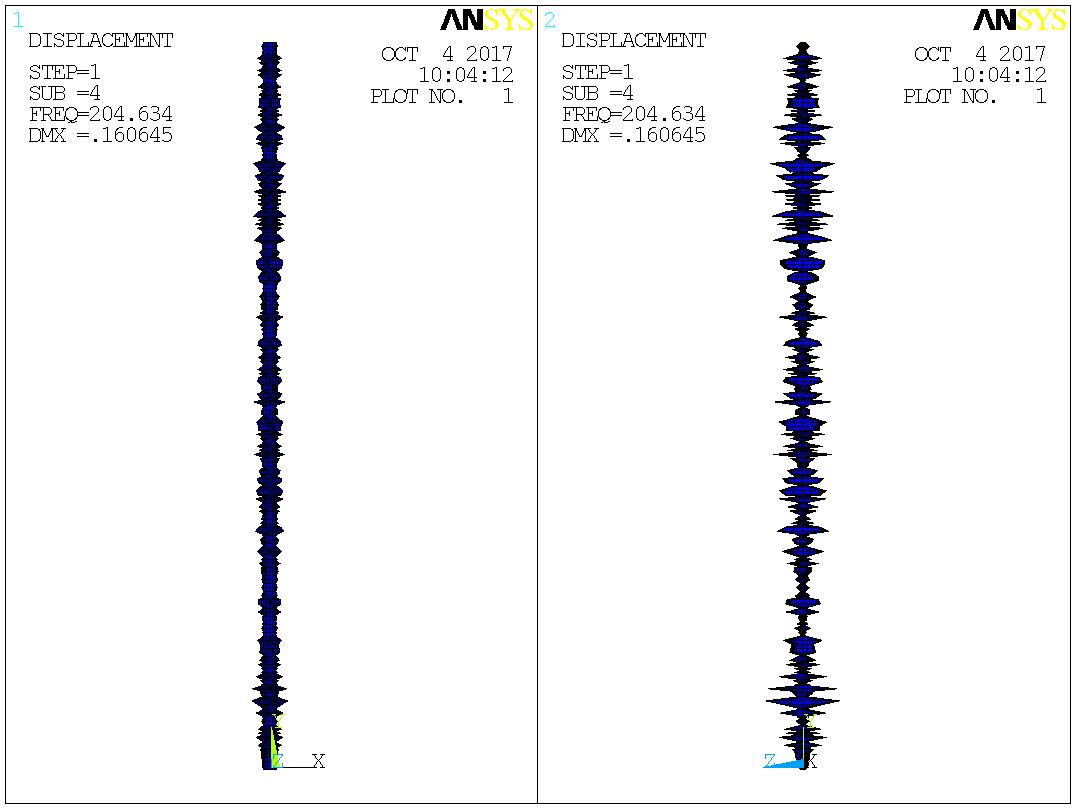 1
ANSYS
DISPLACEMENT
STEP=1
SUB =4
FREQ=204.634
DMX =.160645
OCT  4 2017
10:04:12
PLOT NO.   1
Y
Z
X
2
ANSYS
DISPLACEMENT
STEP=1
SUB =4
FREQ=204.634
DMX =.160645
OCT  4 2017
10:04:12
PLOT NO.   1
Y
Z
X